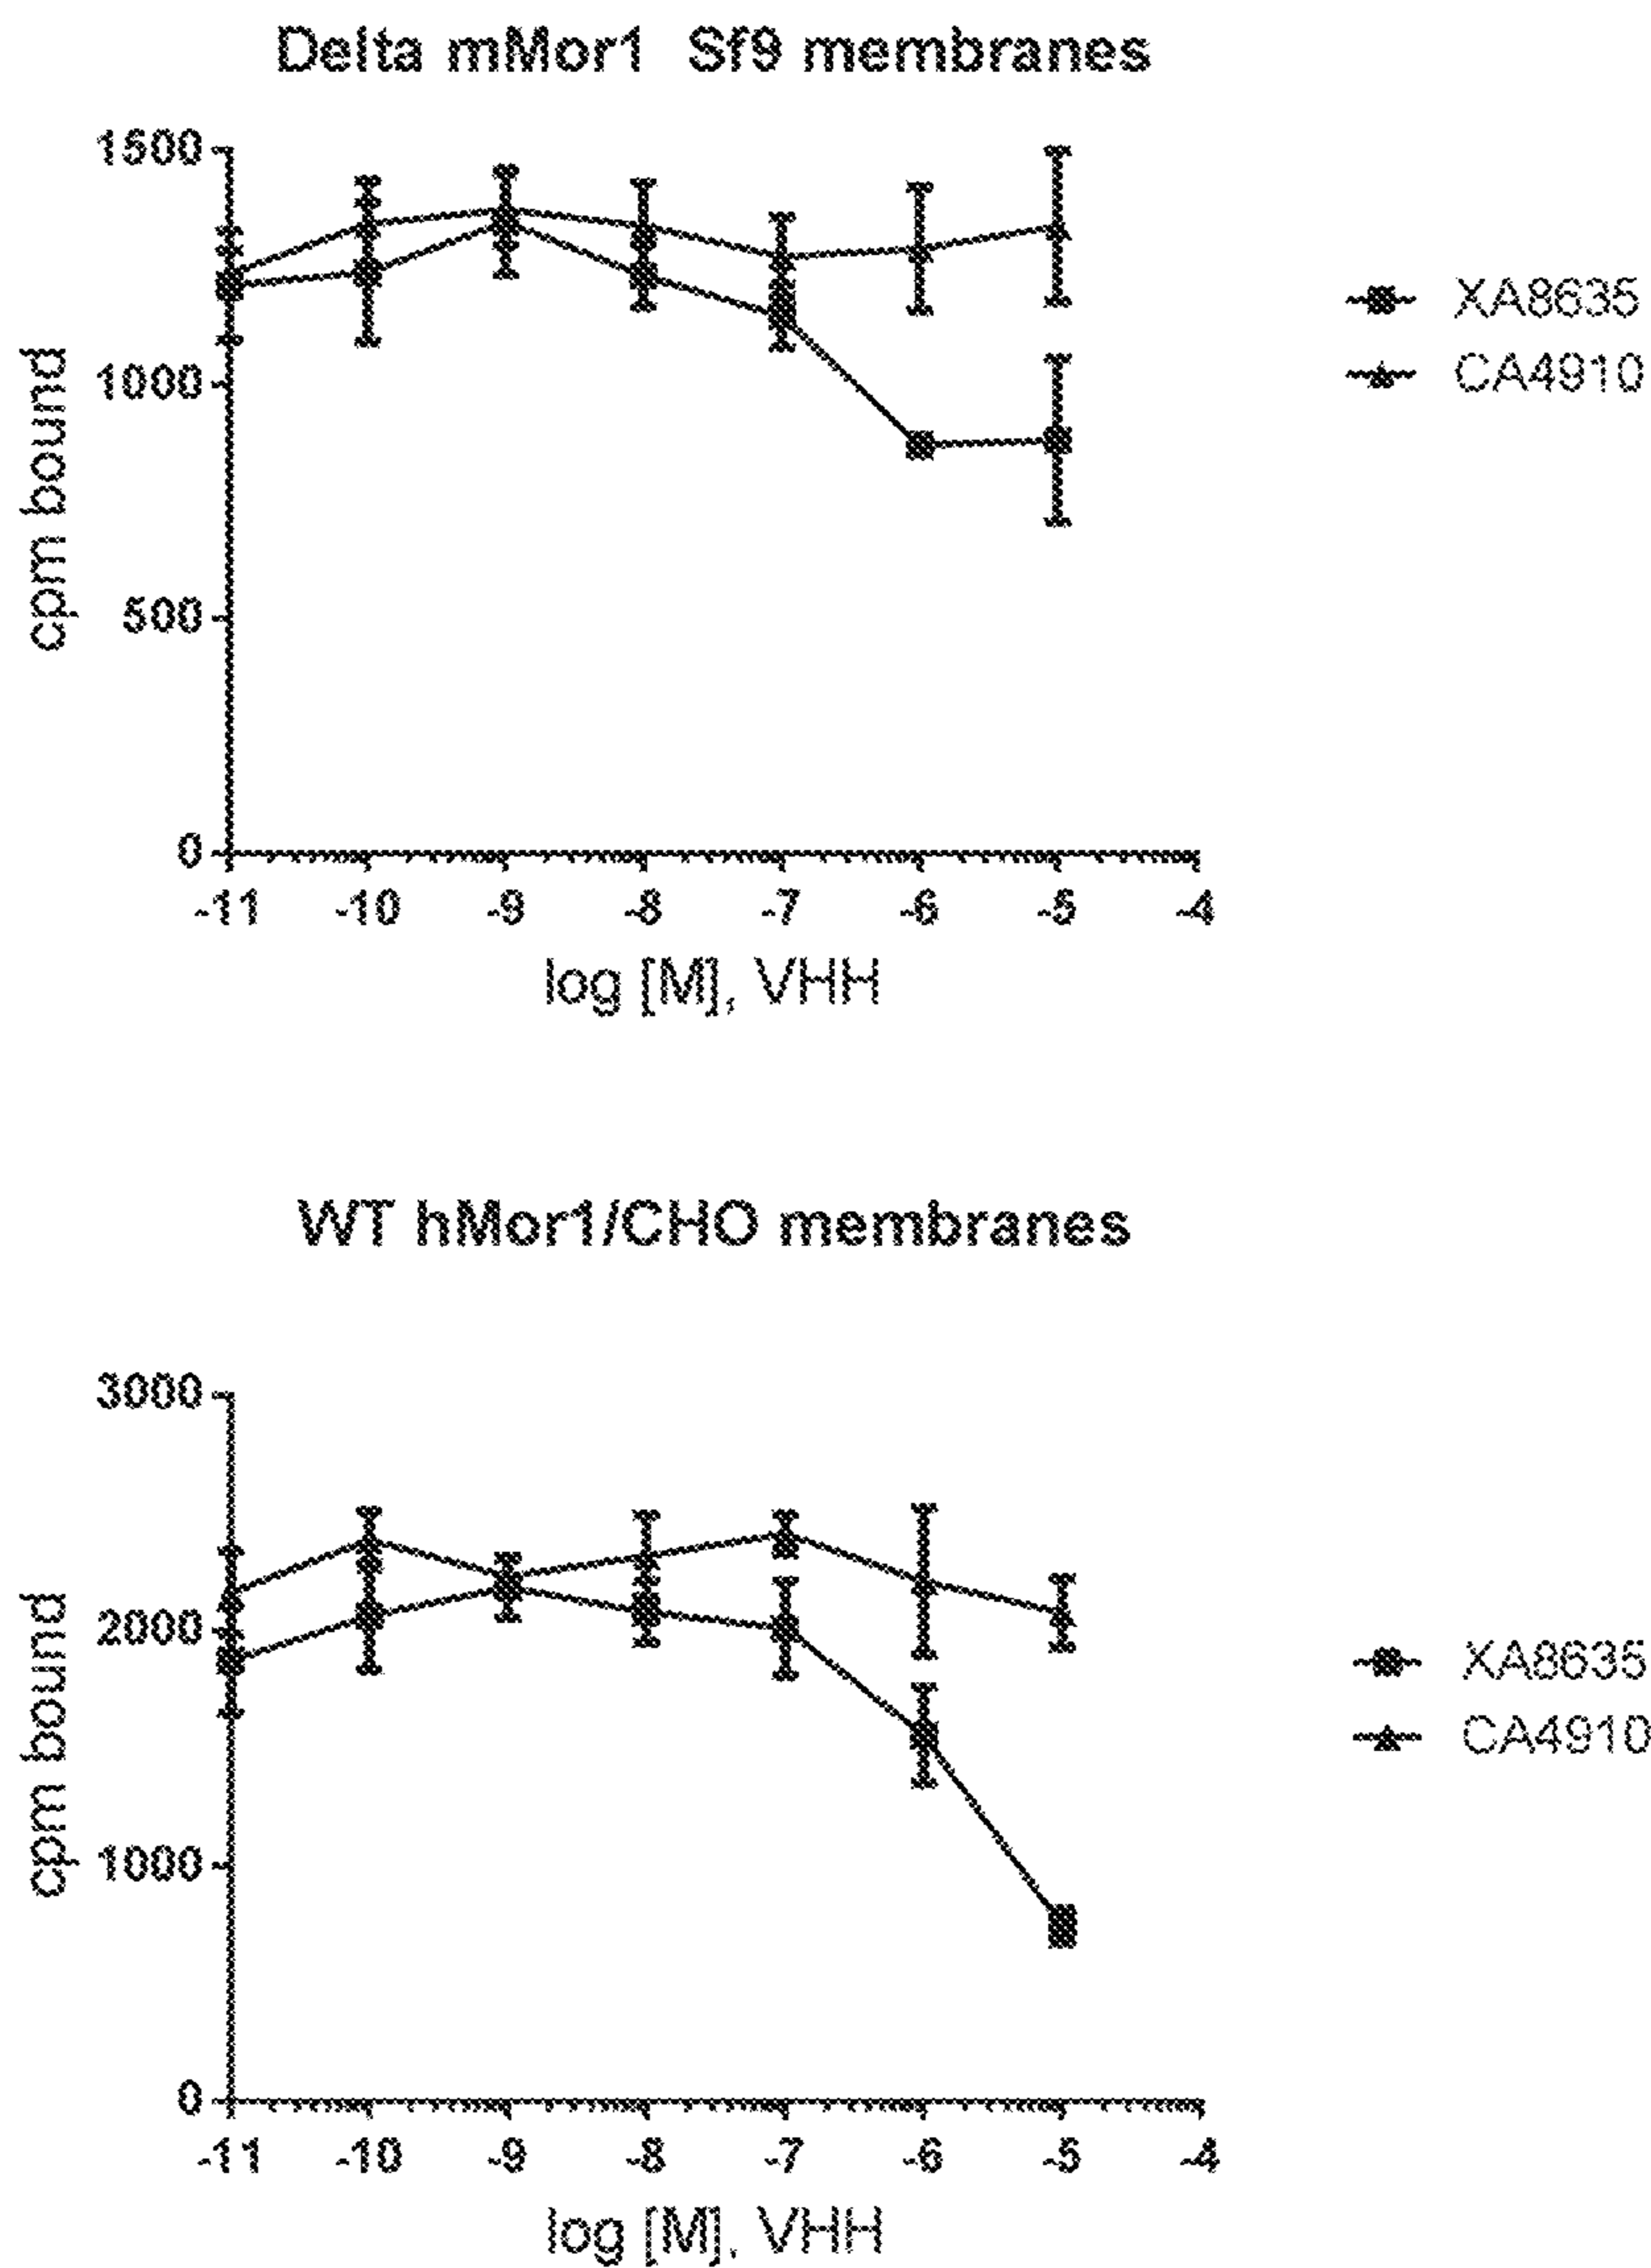 Delta mMor1 Sf9 membranes
1500
1000
500
0
cpm bound
-11 -10 -9 -8 -7 -6 -5 -4
log [M], VHH
XA8635
CA4910
WT hMor1/CHO membranes
3000
2000
1000
0
cpm bound
-11 -10 -9 -8 -7 -6 -5 -4
log [M], VHH
XA8635
CA4910